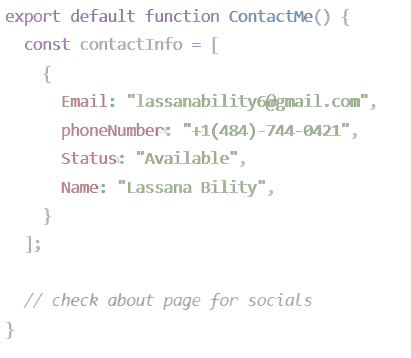 export default function ContactMe() {
  const contactInfo = [
    {
      Email: "lassanability6@gmail.com",
      phoneNumber: "+1(484)-744-0421",
      Status: "Available",
      Name: "Lassana Bility",
    }
  ];

  // check about page for socials
}